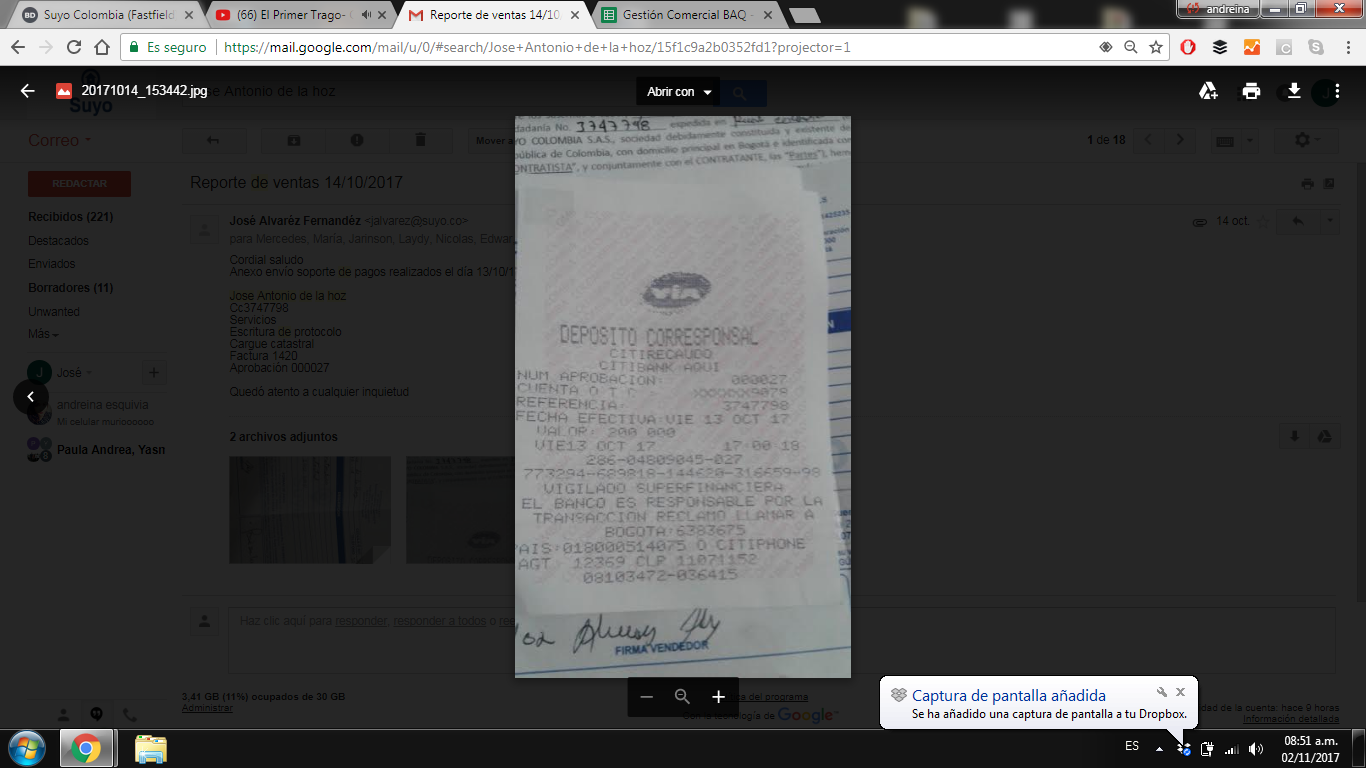 Suyo Colombia (Fastfield
(66) El Primer Trago-
Reporte de ventas 14/10
Gestión Comercial BAQ -
andreina
Es seguro
https://mail.google.com/mail/u/0/#search/Jose+Antonio+de+la+hoz/15f1c9a2b0352fd1?projector=1
20171014_153442.jpg
Jose Antonio de la hoz
Abrir con
Suyo
Correo
Mover a
1 de 18
REDACTAR
Reporte de ventas 14/10/2017
Recibidos (221)
Destacados
Enviados
Borradores (11)
Unwanted
Más
José Alvaréz Fernandéz <jalvarez@suyo.co>
14 oct.
para Mercedes, María, Jannson, Laydy, Nicolas, Edwar
Cordial saludo
Anexo envio soporte de pagos realizados el día 13/10/1
Jose Antonio de la hoz
Cc3747798
Servicios
Escritura de protocolo
Cargue catastral
Factura 1420
Aprobación 000027
Quedó atento a cualquier inquietud
José
andreina esquivia
Mi celular murioooooo
Paula Andrea, Yasn
2 archivos adjuntos
Haz clic aquí para responder, responder a todos o
3,41 GB (11%) ocupados de 30 GB
Administrar
del programa
Con la tecnología de Google
dadanía No. 3747798 expedida en
YO COLOMBIA S.A.S., sociedad debidamente constituida y existente de
pública de Colombia, con domicilio principal en Bogotá e identificada con
ONTRATISTA", y conjuntamente con el CONTRATANTE, las "Partes"),
via
DEPOSITO CORRESPONSAL
CITIRECAUDO
CITIBANK AQUI
NUM APROBACION: 000027
CUENTA O T.C. XXXXXX9079
REFERENCIA: 3747798
FECHA EFECTIVA:VIE 13 OCT 17
VALOR: 200 000
VIE13 OCT 17 17:00 18
286-04809045-027
773294-689818-144620-316659-98
VIGILADO SUPERFINANCIERA
EL BANCO ES RESPONSABLE POR LA
TRANSACCION RECLAMO LLAMAR A
BOGOTA:6383675
PAIS:018000514075 O CITIPHONE
AGT: 12369 CLR 11071152
08103472-036415
FIRMA VENDEDOR
Captura de pantalla añadida
Se ha añadido una captura de pantalla a tu Dropbox.
dad de la cuenta: hace 9 horas
Información detallada
ES
08:51 a.m.
02/11/2017